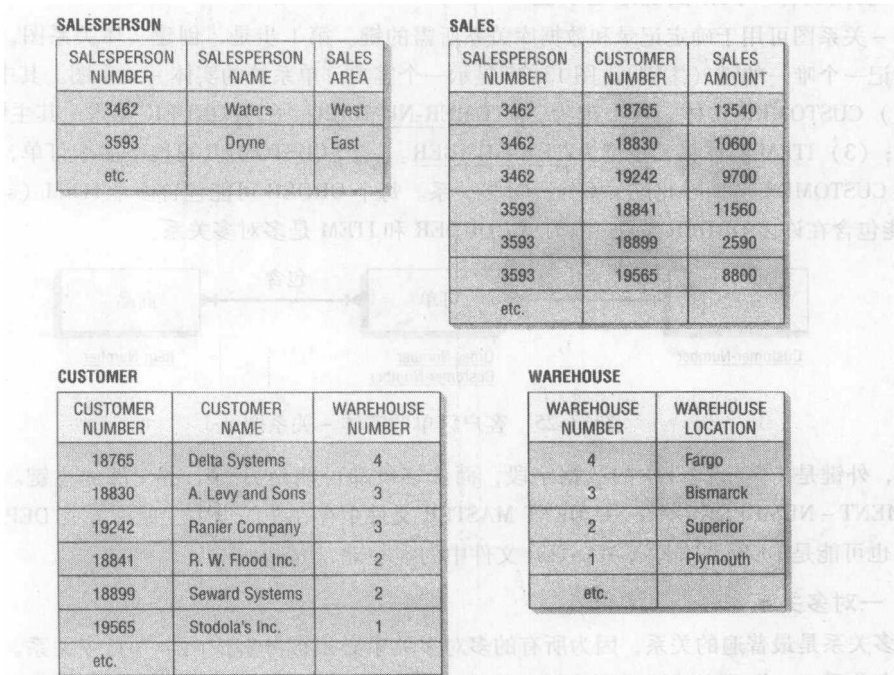 SALESPERSON
SALESPERSON NUMBER SALESPERSON NAME SALES AREA
3462 Waters West
3593 Dryne East
etc.
SALES
SALESPERSON NUMBER CUSTOMER NUMBER SALES AMOUNT
3462 18765 13540
3462 18830 10600
3462 19242 9700
3593 18841 11560
3593 18899 2590
3593 19565 8800
etc.
CUSTOMER
CUSTOMER NUMBER CUSTOMER NAME WAREHOUSE NUMBER
18765 Delta Systems 4
18830 A. Levy and Sons 3
19242 Ranier Company 3
18841 R. W. Flood Inc. 2
18899 Seward Systems 2
19565 Stodola's Inc. 1
etc.
WAREHOUSE
WAREHOUSE NUMBER WAREHOUSE LOCATION
4 Fargo
3 Bismarck
2 Superior
1 Plymouth
etc.